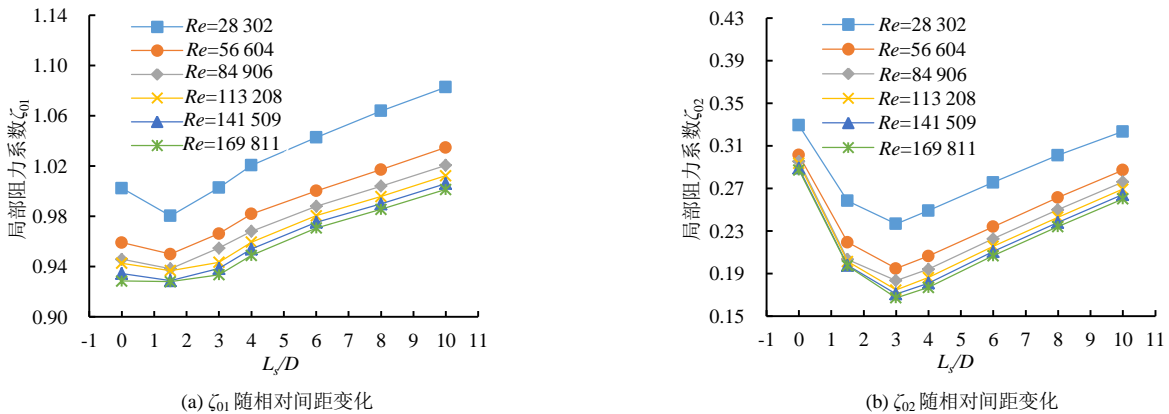 1.14
1.10
1.06
1.02
0.98
0.94
0.90
局部阻力系数ζ01
Re=28 302
Re=56 604
Re=84 906
Re=113 208
Re=141 509
Re=169 811
-1 0 1 2 3 4 5 6 7 8 9 10 11
Ls/D
(a) ζ01 随相对间距变化
0.43
0.39
0.35
0.31
0.27
0.23
0.19
0.15
局部阻力系数ζ02
Re=28 302
Re=56 604
Re=84 906
Re=113 208
Re=141 509
Re=169 811
-1 0 1 2 3 4 5 6 7 8 9 10 11
Ls/D
(b) ζ02 随相对间距变化